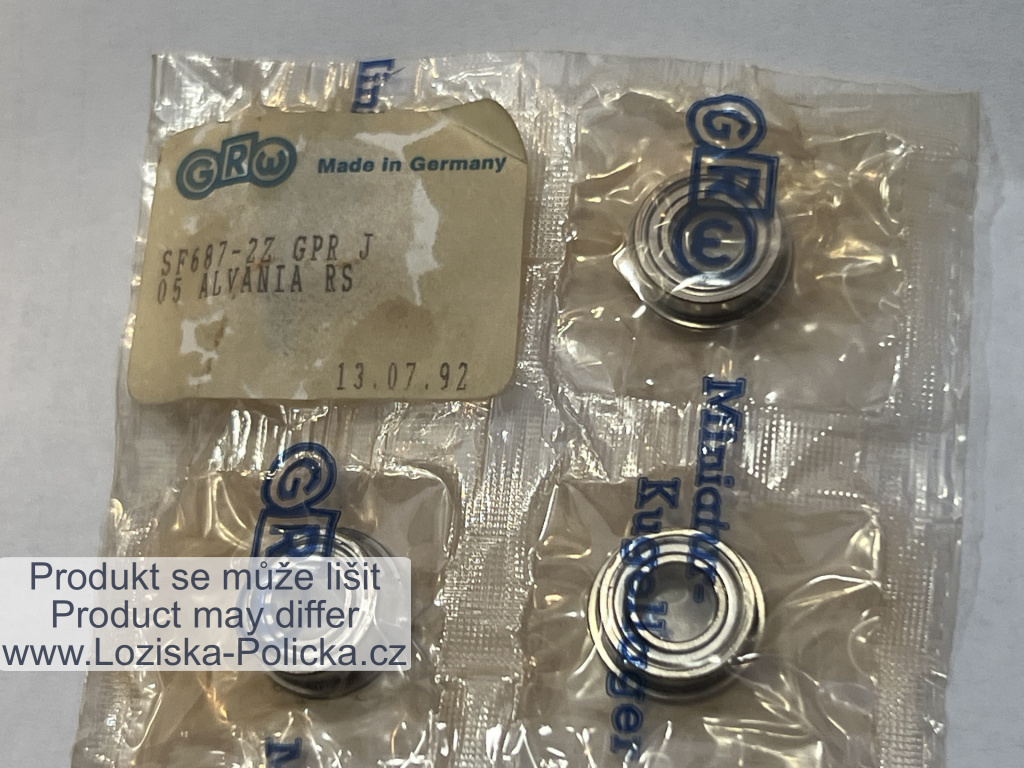 GRW Made in Germany
SF687-2Z GPR J
05 ALVANIA RS
13.07.92
GRW
Miniatur-
Kugellager
GRW
Produkt se může lišit
Product may differ
www.Loziska-Policka.cz